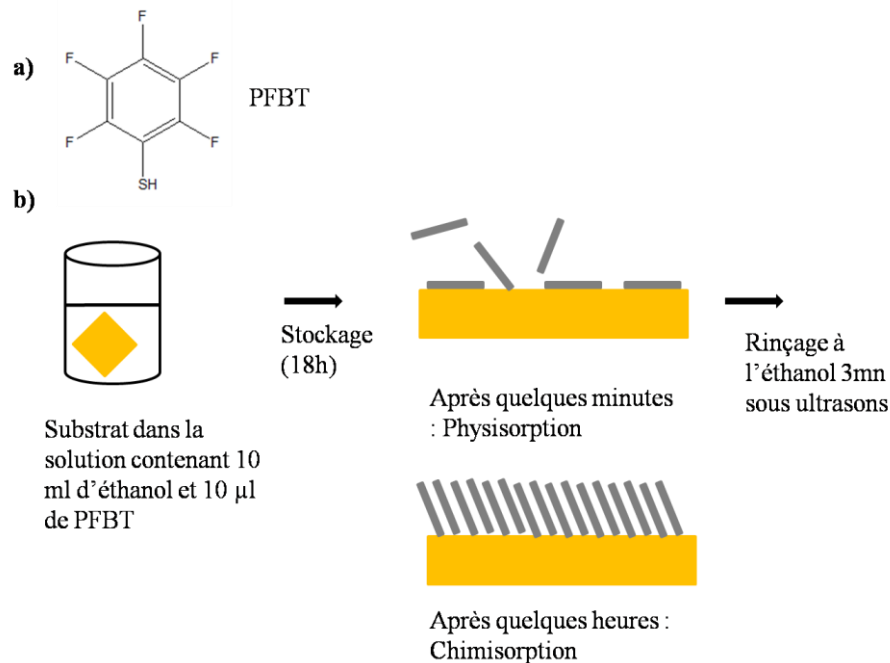 a)
F
F
F
F
F
SH
PFBT
b)
Substrat dans la
solution contenant 10
ml d'éthanol et 10 µl
de PFBT
Stockage
(18h)
Après quelques minutes
: Physisorption
Après quelques heures :
Chimisorption
Rinçage à
l'éthanol 3mn
sous ultrasons